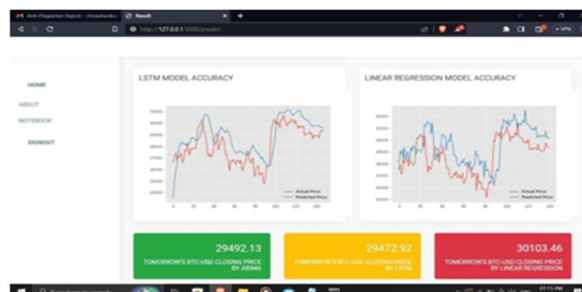 Result
http://127.0.0.1:5000/predict
HOME
ABOUT
NOTEBOOK
SIGNOUT
LSTM MODEL ACCURACY
LINEAR REGRESSION MODEL ACCURACY
Actual Price
Predicted Price
Actual Price
Predicted Price
29492.13
TOMORROW'S BTC-USD CLOSING PRICE
BY ARIMA
29472.92
TOMORROW'S BTC-USD CLOSING PRICE
BY LSTM
30103.46
TOMORROW'S BTC-USD CLOSING PRICE
BY LINEAR REGRESSION